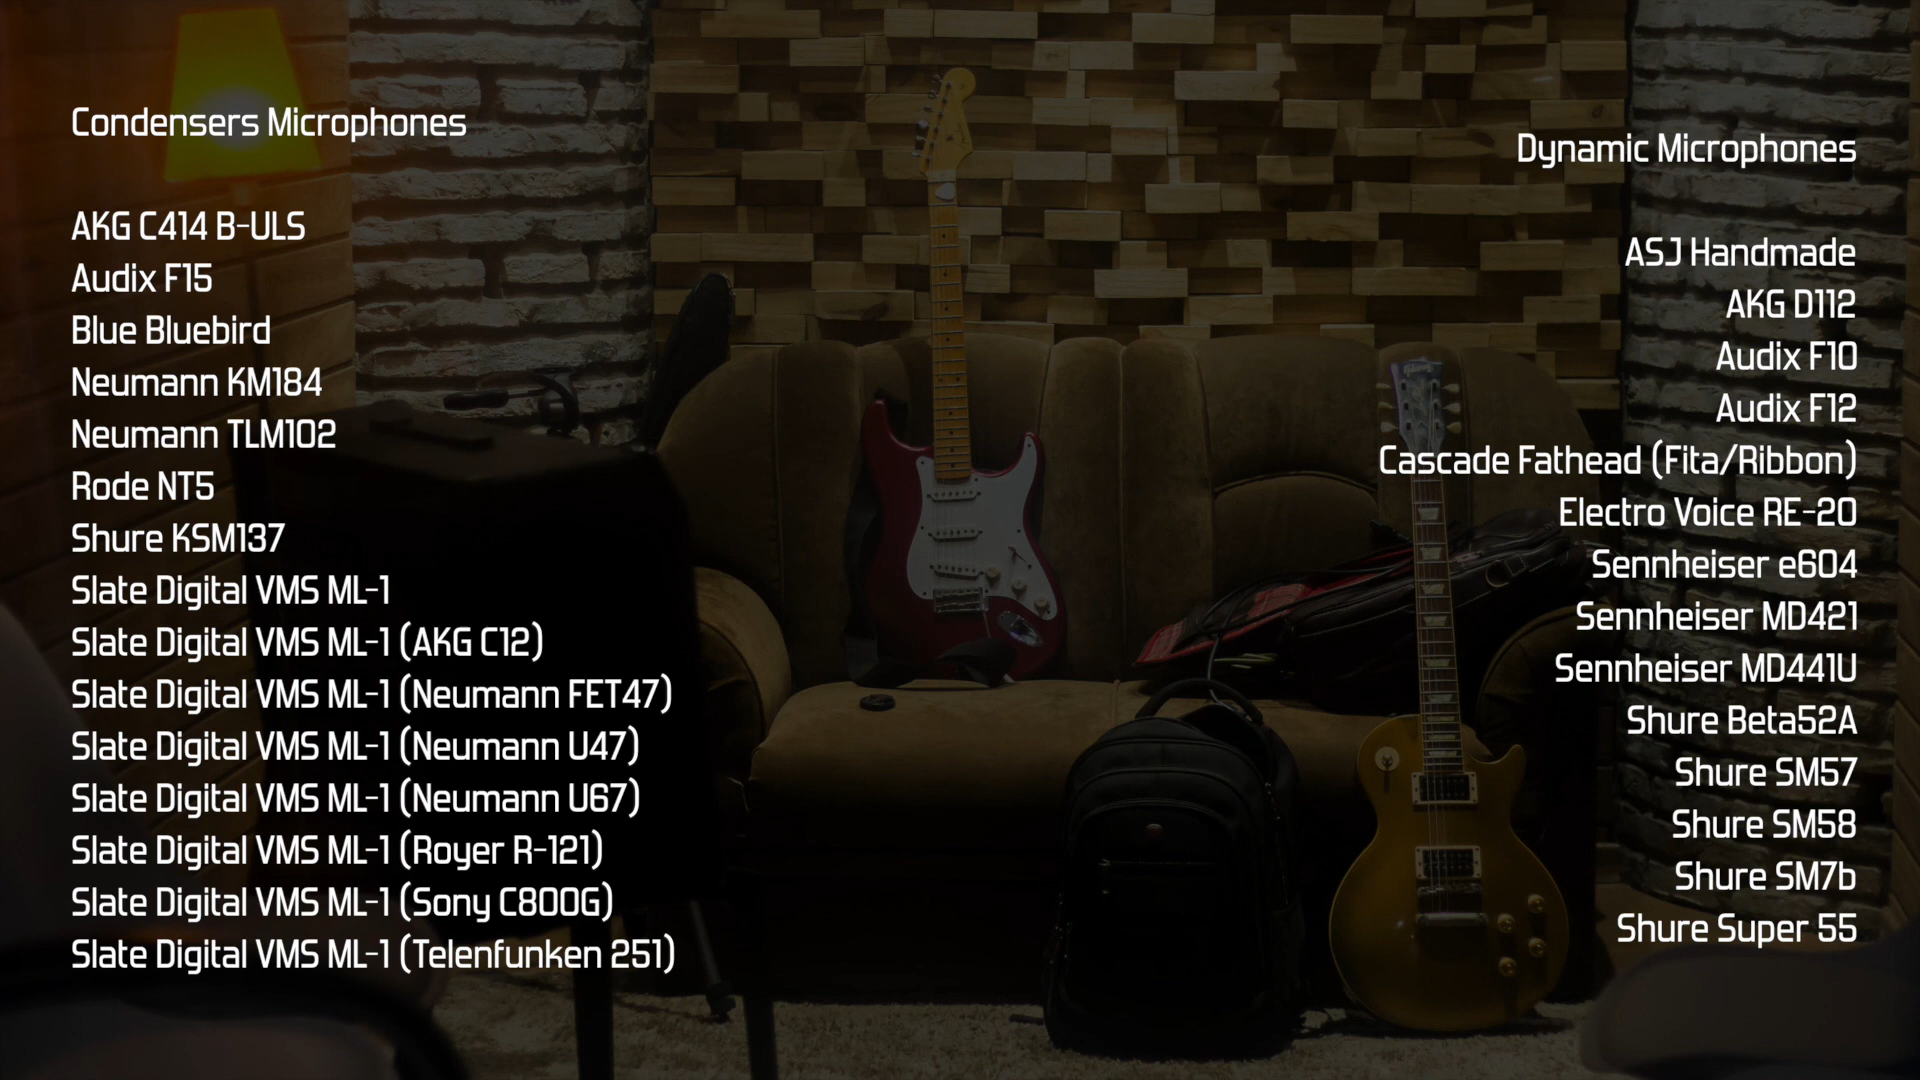 Condensers Microphones
AKG C414 B-ULS
Audix F15
Blue Bluebird
Neumann KM184
Neumann TLM102
Rode NT5
Shure KSM137
Slate Digital VMS ML-1
Slate Digital VMS ML-1 (AKG C12)
Slate Digital VMS ML-1 (Neumann FET47)
Slate Digital VMS ML-1 (Neumann U47)
Slate Digital VMS ML-1 (Neumann U67)
Slate Digital VMS ML-1 (Royer R-121)
Slate Digital VMS ML-1 (Sony C800G)
Slate Digital VMS ML-1 (Telenfunken 251)
Dynamic Microphones
ASJ Handmade
AKG D112
Audix F10
Audix F12
Cascade Fathead (Fita/Ribbon)
Electro Voice RE-20
Sennheiser e604
Sennheiser MD421
Sennheiser MD441U
Shure Beta52A
Shure SM57
Shure SM58
Shure SM7b
Shure Super 55